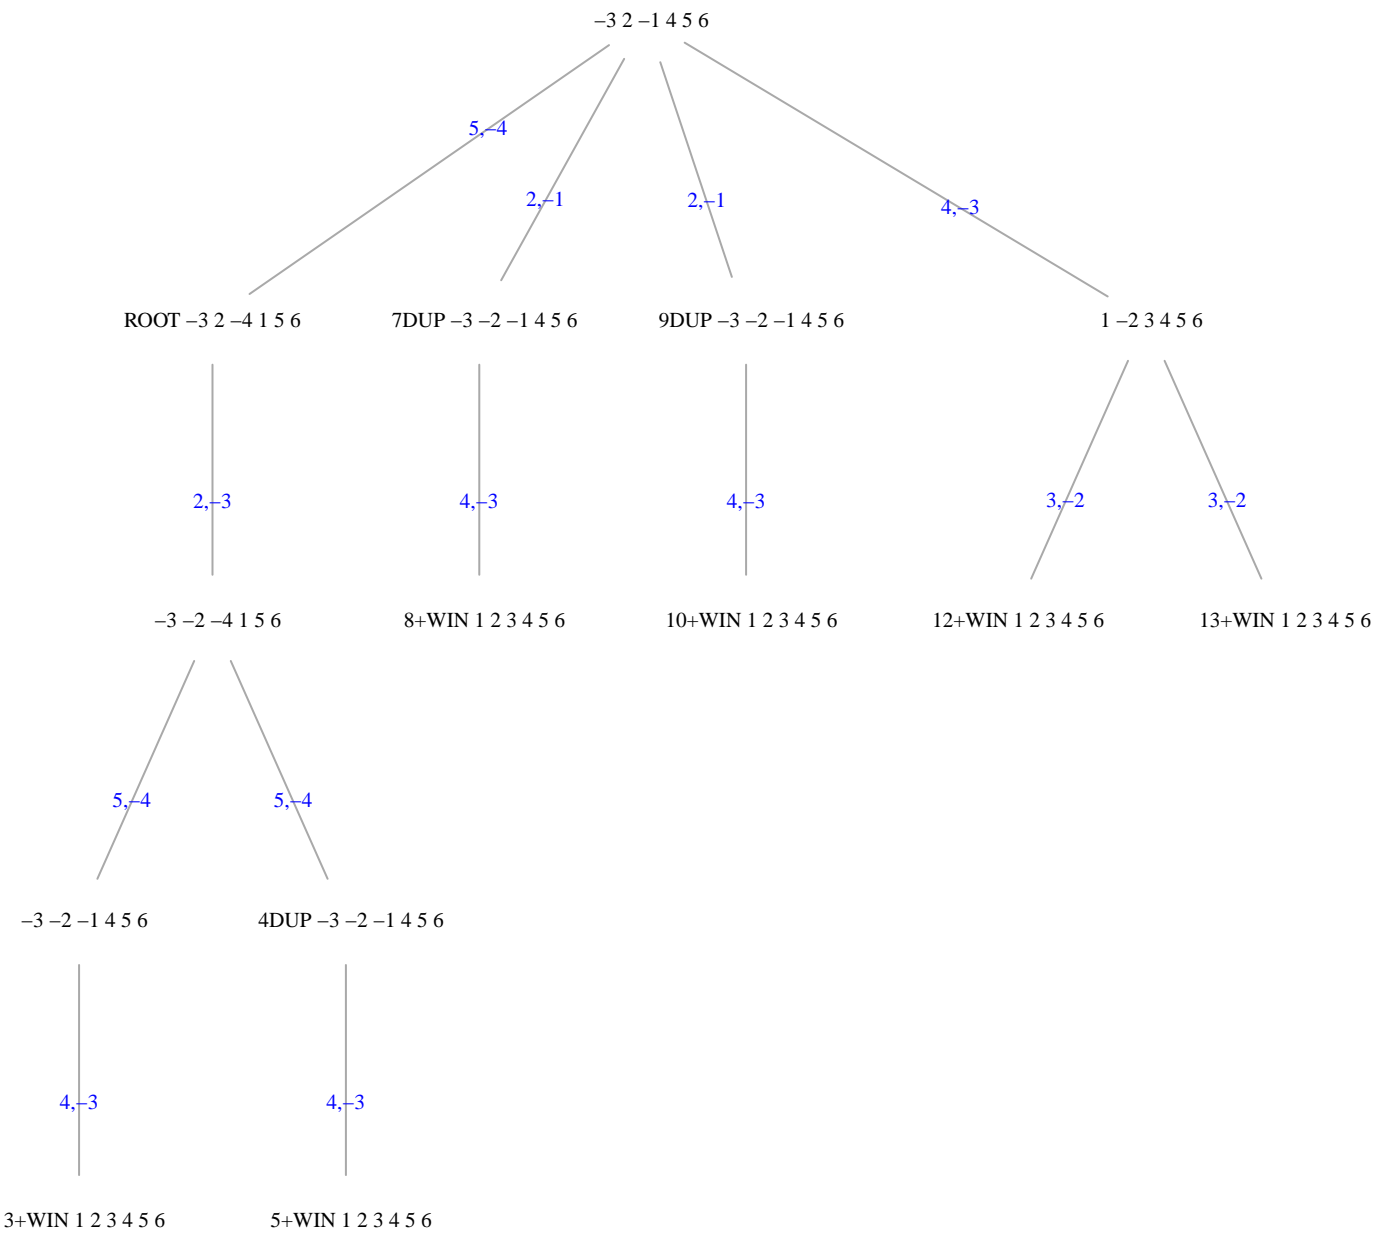 –3 2 –1 4 5 6
5,–4
2,–1
2,–1
4,–3
ROOT –3 2 –4 1 5 6
7DUP –3 –2 –1 4 5 6
9DUP –3 –2 –1 4 5 6
1 –2 3 4 5 6
2,–3
4,–3
4,–3
3,–2
3,–2
–3 –2 –4 1 5 6
8+WIN 1 2 3 4 5 6
10+WIN 1 2 3 4 5 6
12+WIN 1 2 3 4 5 6
13+WIN 1 2 3 4 5 6
5,–4
5,–4
–3 –2 –1 4 5 6
4DUP –3 –2 –1 4 5 6
4,–3
4,–3
3+WIN 1 2 3 4 5 6
5+WIN 1 2 3 4 5 6